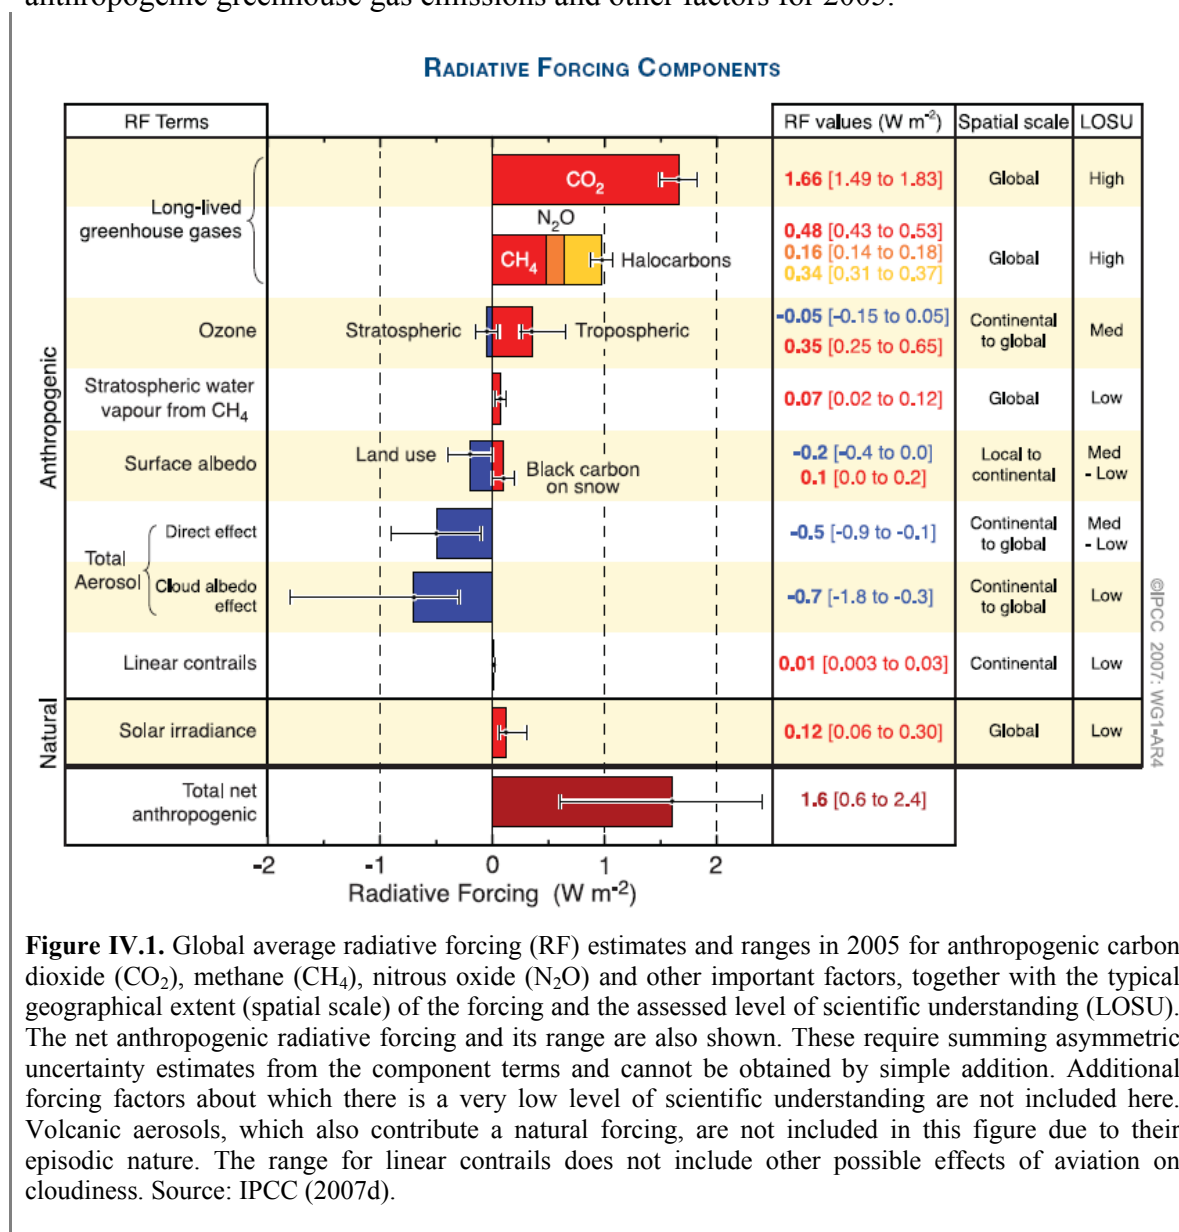 anthropogenic greenhouse gas emissions and other factors for 2005.
RADIATIVE FORCING COMPONENTS
RF Terms
RF values (W m-2)
Spatial scale
LOSU
Anthropogenic
Long-lived
greenhouse gases
CO2
1.66 [1.49 to 1.83]
Global
High
N2O
CH4
Halocarbons
0.48 [0.43 to 0.53]
0.16 [0.14 to 0.18]
0.34 [0.31 to 0.37]
Global
High
Ozone
Stratospheric
Tropospheric
-0.05 [-0.15 to 0.05]
0.35 [0.25 to 0.65]
Continental
to global
Med
Stratospheric water
vapour from CH4
0.07 [0.02 to 0.12]
Global
Low
Surface albedo
Land use
Black carbon
on snow
-0.2 [-0.4 to 0.0]
0.1 [0.0 to 0.2]
Local to
continental
Med
- Low
Total
Aerosol
Direct effect
-0.5 [-0.9 to -0.1]
Continental
to global
Med
- Low
Cloud albedo
effect
-0.7 [-1.8 to -0.3]
Continental
to global
Low
Linear contrails
0.01 [0.003 to 0.03]
Continental
Low
Natural
Solar irradiance
0.12 [0.06 to 0.30]
Global
Low
Total net
anthropogenic
1.6 [0.6 to 2.4]
-2 -1 0 1 2
Radiative Forcing (W m-2)
©IPCC 2007: WG1-AR4
Figure IV.1. Global average radiative forcing (RF) estimates and ranges in 2005 for anthropogenic carbon
dioxide (CO2), methane (CH4), nitrous oxide (N2O) and other important factors, together with the typical
geographical extent (spatial scale) of the forcing and the assessed level of scientific understanding (LOSU).
The net anthropogenic radiative forcing and its range are also shown. These require summing asymmetric
uncertainty estimates from the component terms and cannot be obtained by simple addition. Additional
forcing factors about which there is a very low level of scientific understanding are not included here.
Volcanic aerosols, which also contribute a natural forcing, are not included in this figure due to their
episodic nature. The range for linear contrails does not include other possible effects of aviation on
cloudiness. Source: IPCC (2007d).